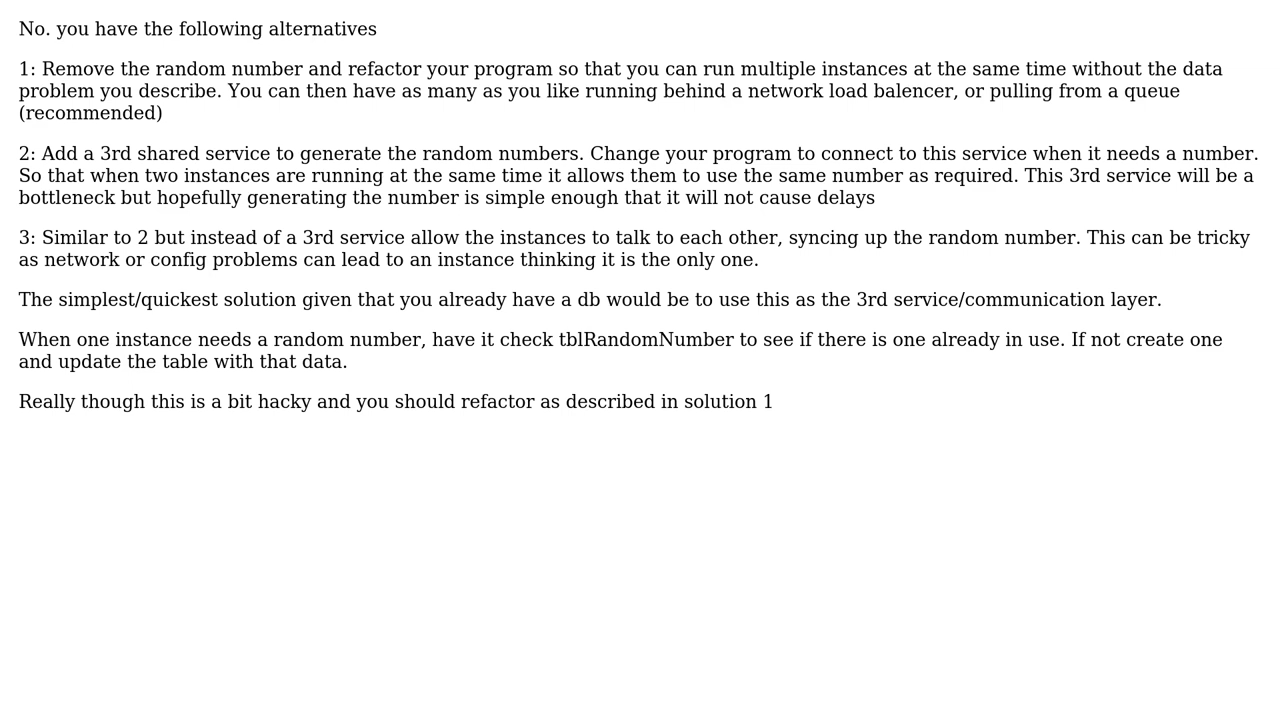 No. you have the following alternatives
1: Remove the random number and refactor your program so that you can run multiple instances at the same time without the data
problem you describe. You can then have as many as you like running behind a network load balencer, or pulling from a queue
(recommended)
2: Add a 3rd shared service to generate the random numbers. Change your program to connect to this service when it needs a number.
So that when two instances are running at the same time it allows them to use the same number as required. This 3rd service will be a
bottleneck but hopefully generating the number is simple enough that it will not cause delays
3: Similar to 2 but instead of a 3rd service allow the instances to talk to each other, syncing up the random number. This can be tricky
as network or config problems can lead to an instance thinking it is the only one.
The simplest/quickest solution given that you already have a db would be to use this as the 3rd service/communication layer.
When one instance needs a random number, have it check tblRandomNumber to see if there is one already in use. If not create one
and update the table with that data.
Really though this is a bit hacky and you should refactor as described in solution 1